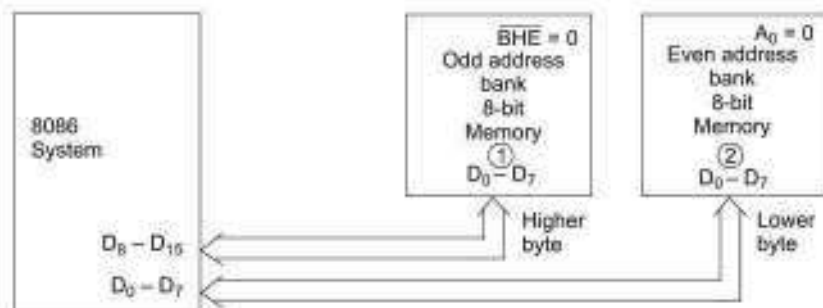 8086
System
D₈ – D₁₅
D₀ – D₇
B̅H̅E̅ = 0
Odd address
bank
8-bit
Memory
①
D₀ – D₇
Higher
byte
A₀ = 0
Even address
bank
8-bit
Memory
②
D₀ – D₇
Lower
byte